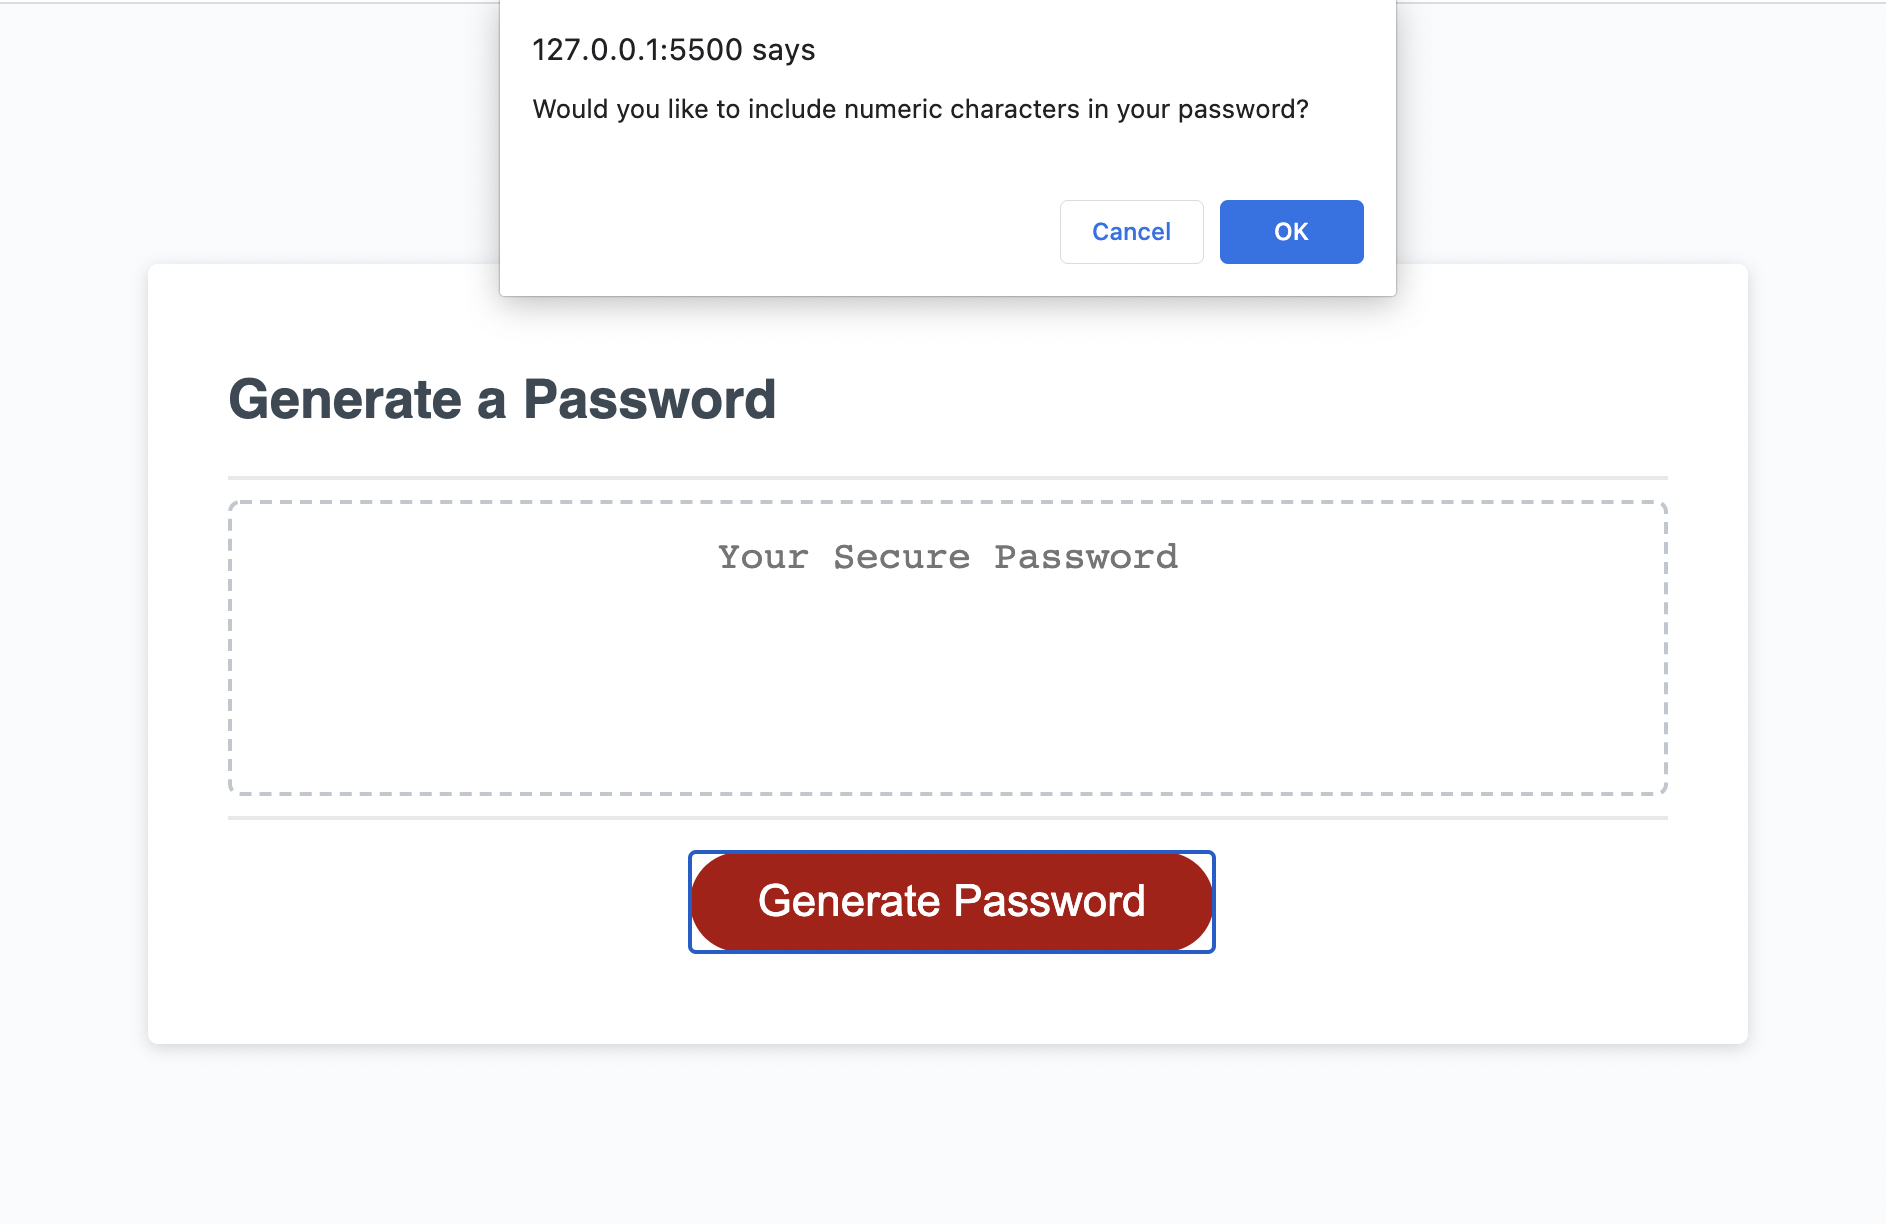 127.0.0.1:5500 says
Would you like to include numeric characters in your password?
Cancel
OK
Generate a Password
Your Secure Password
Generate Password